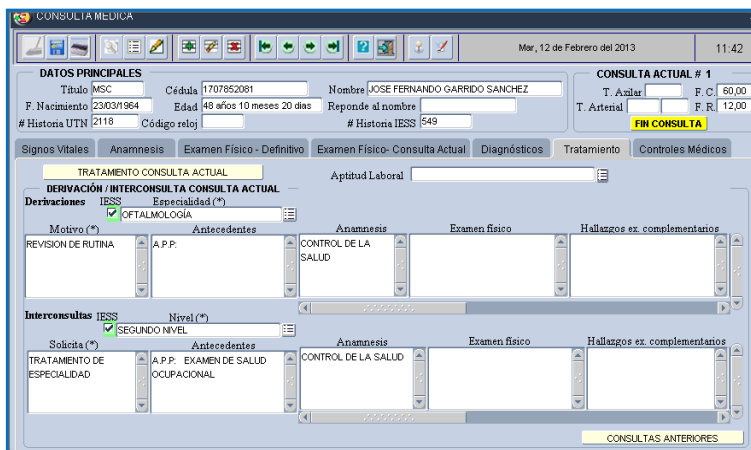 CONSULTA MEDICA
Mar, 12 de Febrero del 2013 11:42
DATOS PRINCIPALES
Título MSC Cédula 1707852081 Nombre JOSE FERNANDO GARRIDO SANCHEZ
F. Nacimiento 23/03/1964 Edad 48 años 10 meses 20 dias Reponde al nombre
# Historia UTN 2118 Código reloj # Historia IESS 549
CONSULTA ACTUAL # 1
T. Axilar F. C. 60,00
T. Arterial F. R. 12,00
FIN CONSULTA
Signos Vitales Anamnesis Examen Físico - Definitivo Examen Físico- Consulta Actual Diagnósticos Tratamiento Controles Médicos
TRATAMIENTO CONSULTA ACTUAL Aptitud Laboral
DERIVACIÓN / INTERCONSULTA CONSULTA ACTUAL
Derivaciones IESS Especialidad (*)
OFTALMOLOGÍA
Motivo (*) Antecedentes Anamnesis Examen físico Hallazgos ex. complementarios
REVISION DE RUTINA A.P.P: CONTROL DE LA
SALUD
Interconsultas IESS Nivel (*)
SEGUNDO NIVEL
Solicita (*) Antecedentes Anamnesis Examen físico Hallazgos ex. complementarios
TRATAMIENTO DE A.P.P: EXAMEN DE SALUD CONTROL DE LA SALUD
ESPECIALIDAD OCUPACIONAL
CONSULTAS ANTERIORES